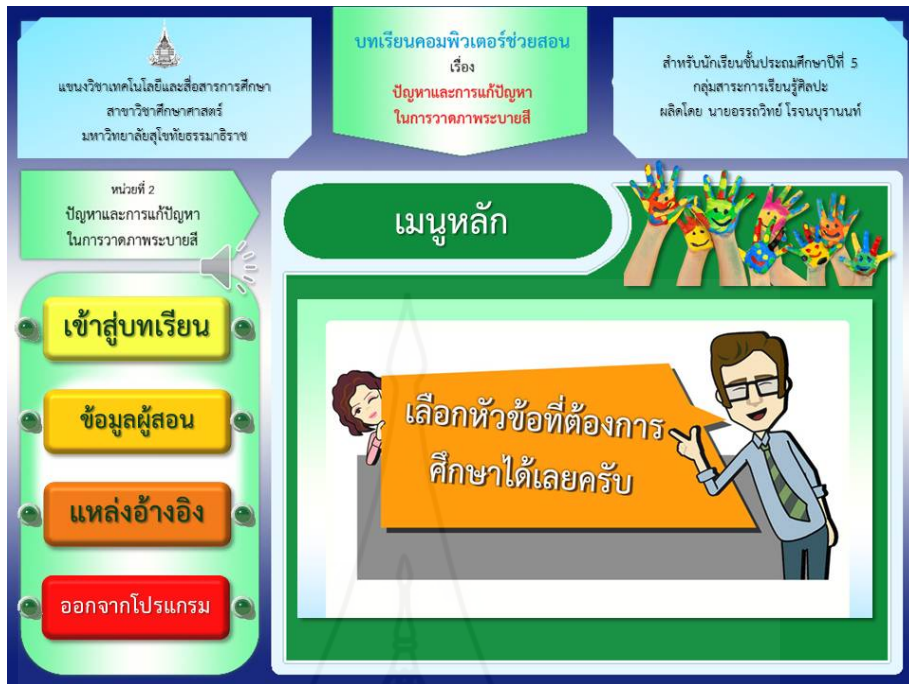 แขนงวิชาเทคโนโลยีและสื่อสารการศึกษา
สาขาวิชาศึกษาศาสตร์
มหาวิทยาลัยสุโขทัยธรรมาธิราช
บทเรียนคอมพิวเตอร์ช่วยสอน
เรื่อง
ปัญหาและการแก้ปัญหา
ในการวาดภาพระบายสี
สำหรับนักเรียนชั้นประถมศึกษาปีที่ 5
กลุ่มสาระการเรียนรู้ศิลปะ
ผลิตโดย นายอรรถวิทย์ โรจนบุรานนท์
หน่วยที่ 2
ปัญหาและการแก้ปัญหา
ในการวาดภาพระบายสี
เมนูหลัก
เข้าสู่บทเรียน
ข้อมูลผู้สอน
แหล่งอ้างอิง
ออกจากโปรแกรม
เลือกหัวข้อที่ต้องการ
ศึกษาได้เลยครับ